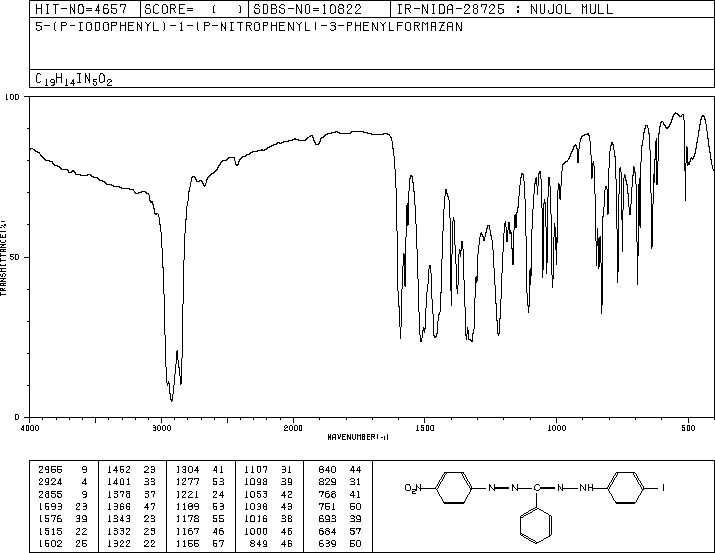 HIT-NO=4657 SCORE= ( ) SDBS-NO=10822 IR-NIDA-28725 : NUJOL MULL
5-(P-IODOPHENYL)-1-(P-NITROPHENYL)-3-PHENYLFORMAZAN
C19H14IN5O2
100
50
0
TRANSMITTANCE(%)
4000 3000 2000 1500 1000 500
WAVENUMBER(-1)
2956 9 1462 23 1304 41 1107 31 840 44
2924 4 1401 33 1277 53 1098 39 829 31
2855 9 1378 37 1221 24 1053 42 766 41
1593 23 1366 47 1189 53 1038 43 751 50
1576 39 1343 23 1178 55 1016 38 693 39
1515 22 1332 23 1167 46 1000 46 684 57
1502 25 1322 22 1155 57 849 46 639 50
O2N N N C N NH I